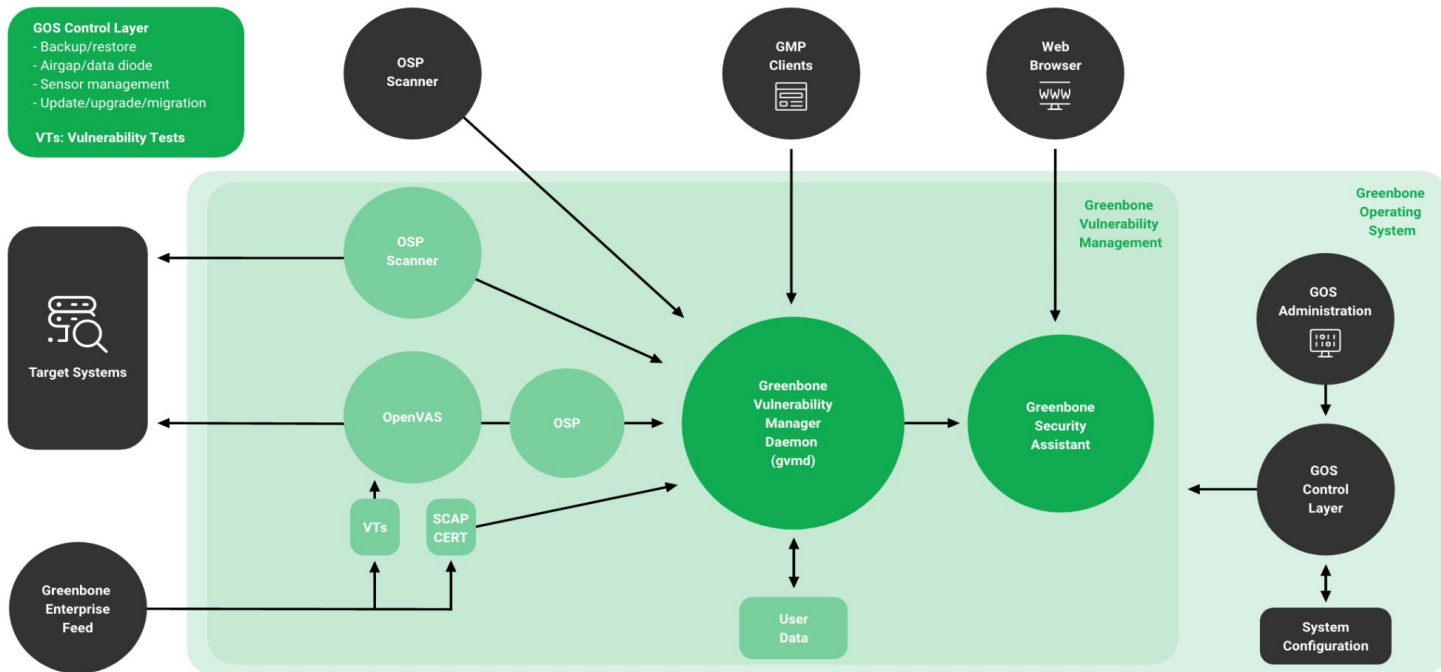 GOS Control Layer
- Backup/restore
- Airgap/data diode
- Sensor management
- Update/upgrade/migration
VTs: Vulnerability Tests
OSP
Scanner
GMP
Clients
Web
Browser
WWW
Greenbone
Vulnerability
Management
Greenbone
Operating
System
OSP
Scanner
Target Systems
GOS
Administration
OpenVAS
OSP
Greenbone
Vulnerability
Manager
Daemon
(gvmd)
Greenbone
Security
Assistant
GOS
Control
Layer
VTs
SCAP
CERT
Greenbone
Enterprise
Feed
User
Data
System
Configuration